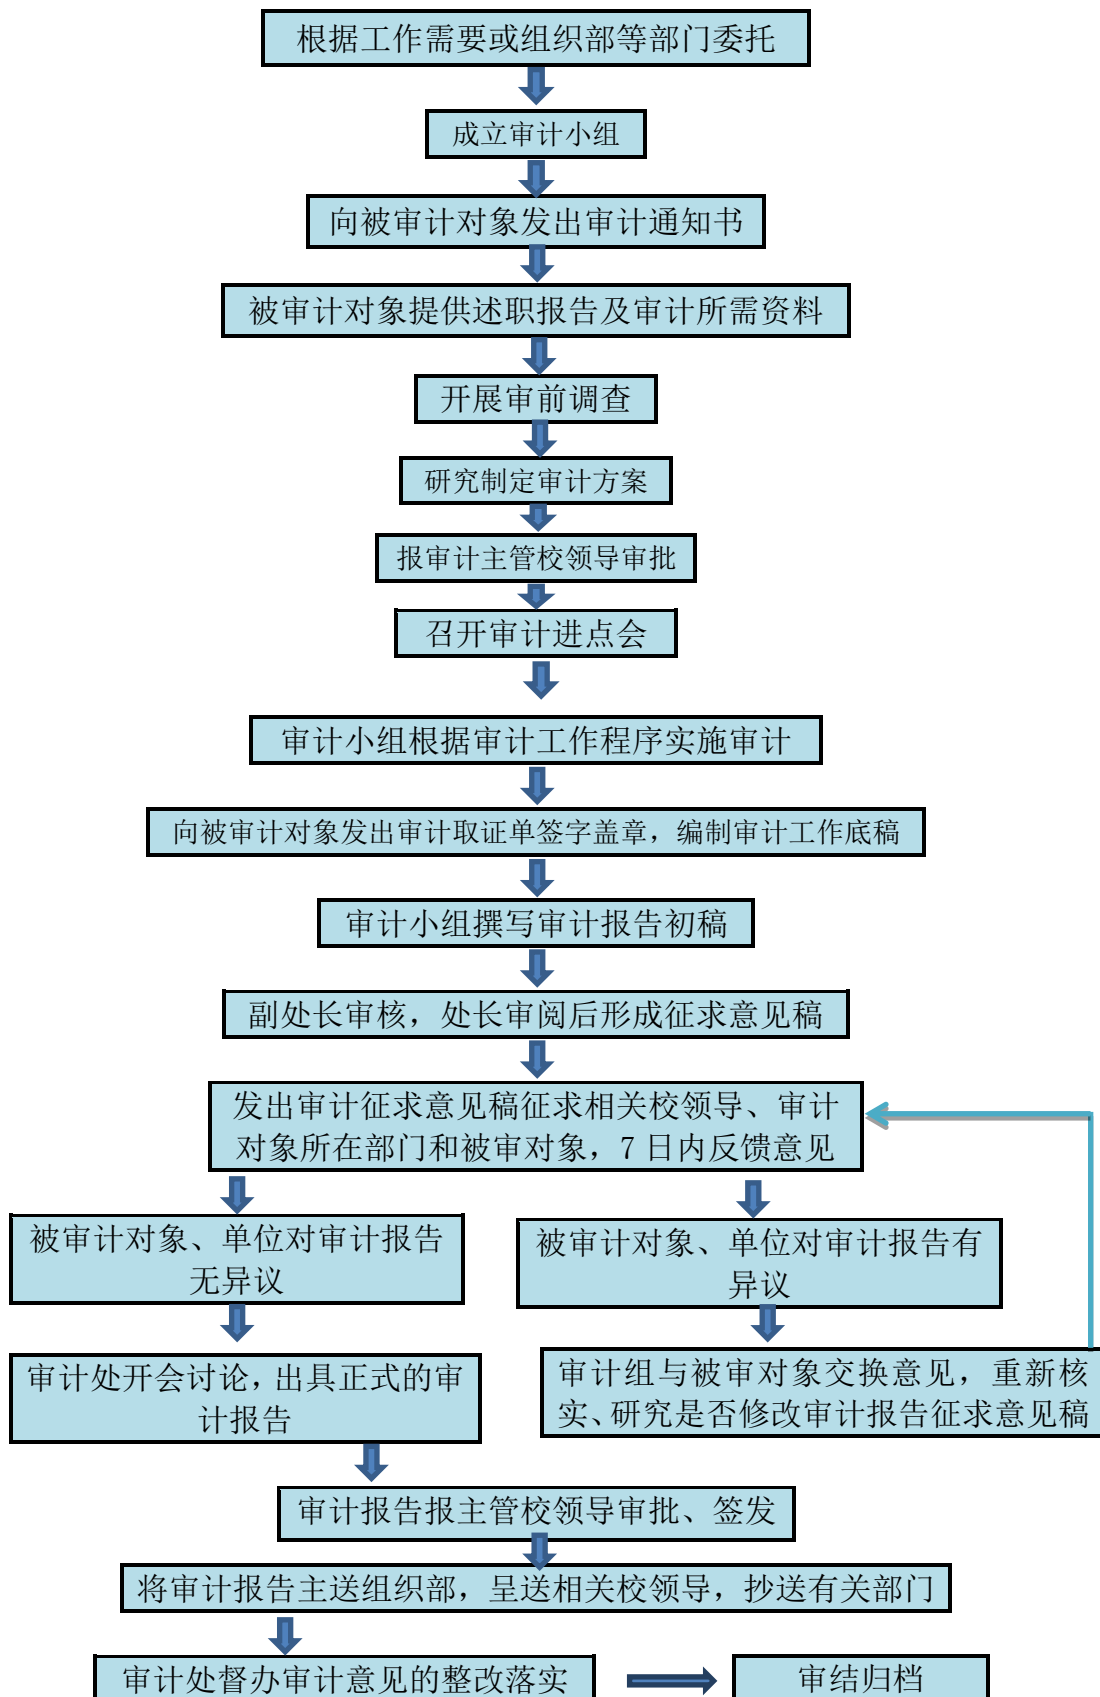 根据工作需要或组织部等部门委托
成立审计小组
向被审计对象发出审计通知书
被审计对象提供述职报告及审计所需资料
开展审前调查
研究制定审计方案
报审计主管校领导审批
召开审计进点会
审计小组根据审计工作程序实施审计
向被审计对象发出审计取证单签字盖章，编制审计工作底稿
审计小组撰写审计报告初稿
副处长审核，处长审阅后形成征求意见稿
发出审计征求意见稿征求相关校领导、审计
对象所在部门和被审对象，7 日内反馈意见
被审计对象、单位对审计报告
无异议
被审计对象、单位对审计报告有
异议
审计处开会讨论，出具正式的审
计报告
审计组与被审对象交换意见，重新核
实、研究是否修改审计报告征求意见稿
审计报告报主管校领导审批、签发
将审计报告主送组织部，呈送相关校领导，抄送有关部门
审计处督办审计意见的整改落实
审结归档